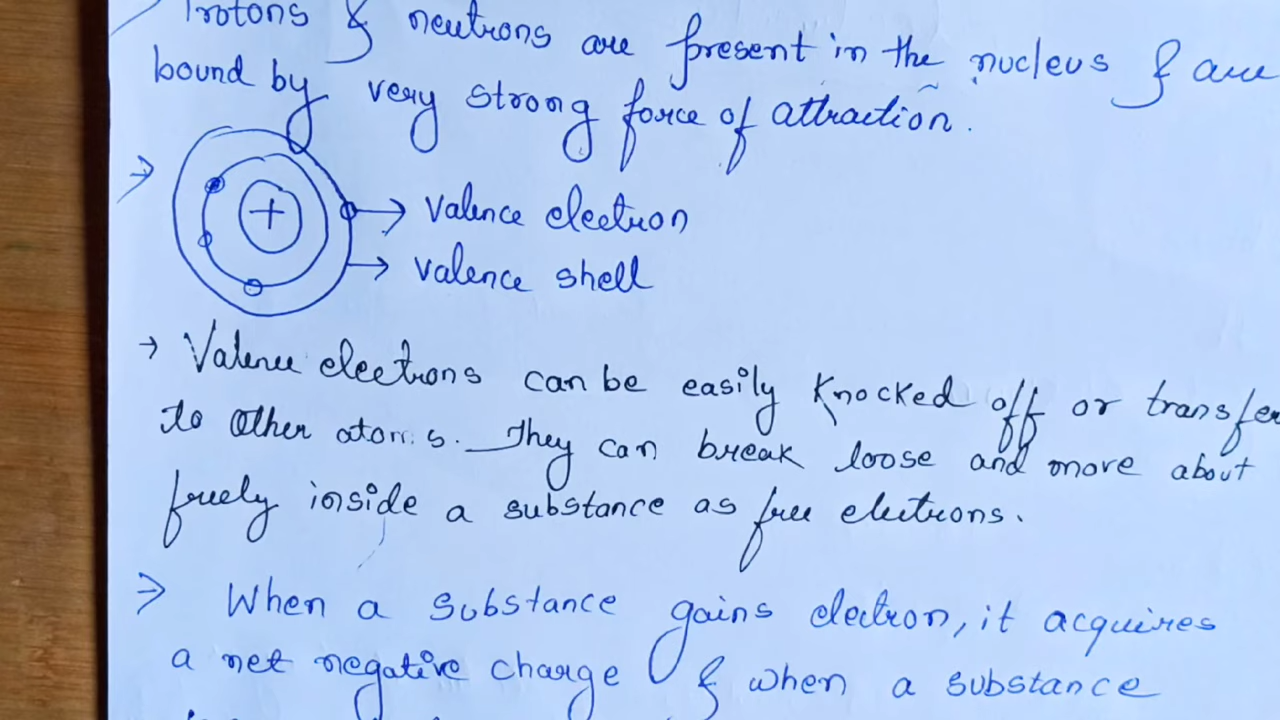 Protons & neutrons are present in the nucleus & are
bound by very strong force of attraction.
→ + → Valence electron
→ valence shell
→ Valence electrons can be easily knocked off or transfer
to other atoms. They can break loose and move about
freely inside a substance as free electrons.
⇒ When a substance gains electron, it acquires
a net negative charge & when a substance